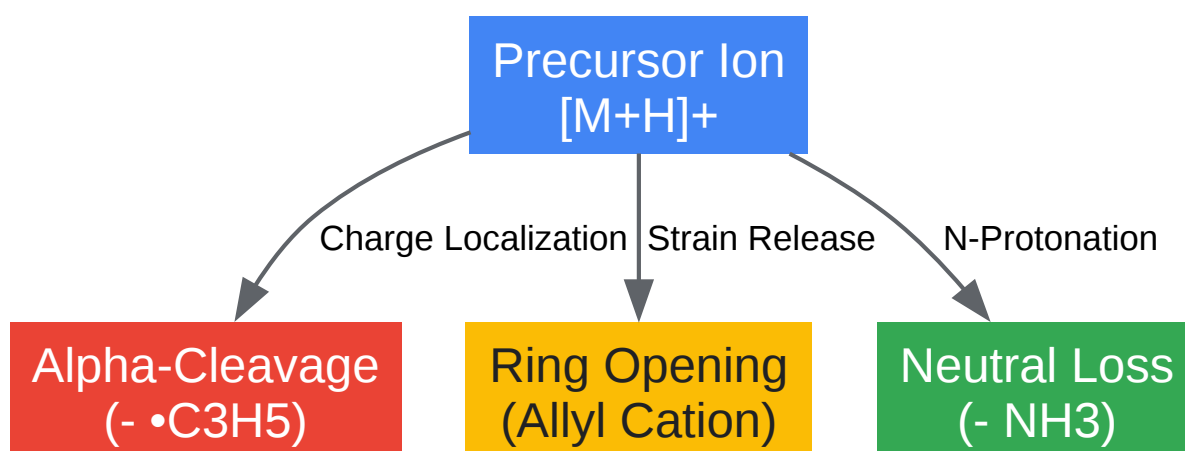 Precursor Ion
[M+H]+
Charge Localization
Strain Release
N-Protonation
Alpha-Cleavage
(- •C3H5)
Ring Opening
(Allyl Cation)
Neutral Loss
(- NH3)